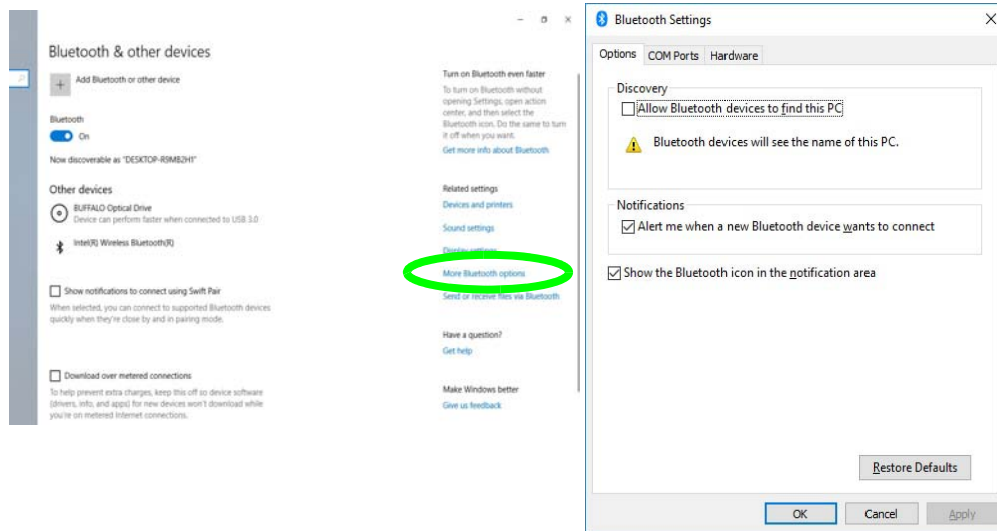 Bluetooth & other devices
Add Bluetooth or other device
Bluetooth
On
Now discoverable as "DESKTOP-R9MB2H1"
Other devices
BUFFALO Optical Drive
Device can perform faster when connected to USB 3.0
Intel(R) Wireless Bluetooth(R)
Show notifications to connect using Swift Pair
When selected, you can connect to supported Bluetooth devices
quickly when they're close by and in pairing mode.
Download over metered connections
To help prevent extra charges, keep this off so device software
(drivers, info, and apps) for new devices won't download while
you're on metered Internet connections.
Turn on Bluetooth even faster
To turn on Bluetooth without
opening Settings, open action
center, and then select the
Bluetooth icon. Do the same to turn
it off when you want.
Get more info about Bluetooth
Related settings
Devices and printers
Sound settings
Display settings
More Bluetooth options
Send or receive files via Bluetooth
Have a question?
Get help
Make Windows better
Give us feedback
Bluetooth Settings
Options COM Ports Hardware
Discovery
Allow Bluetooth devices to find this PC
Bluetooth devices will see the name of this PC.
Notifications
Alert me when a new Bluetooth device wants to connect
Show the Bluetooth icon in the notification area
Restore Defaults
OK Cancel Apply